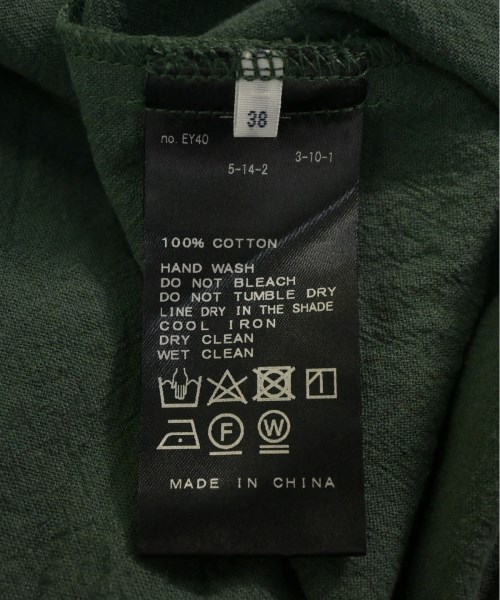 38
no. EY40
3-10-1
5-14-2
100% COTTON
HAND WASH
DO NOT BLEACH
DO NOT TUMBLE DRY
LINE DRY IN THE SHADE
COOL IRON
DRY CLEAN
WET CLEAN
F W
MADE IN CHINA